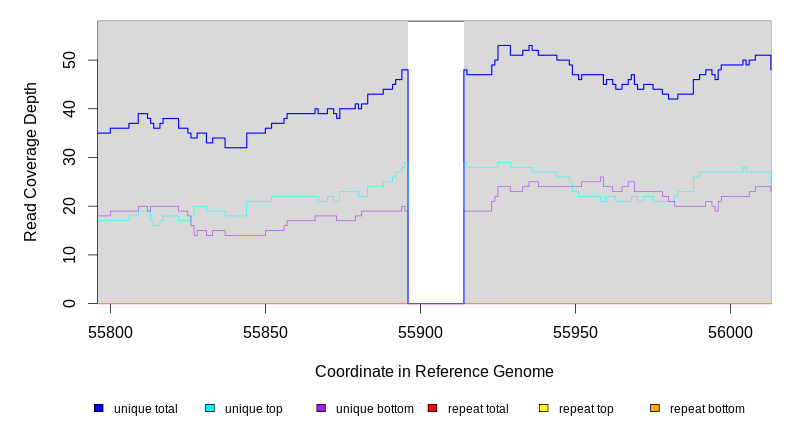 Read Coverage Depth
50
40
30
20
10
0
55800 55850 55900 55950 56000
Coordinate in Reference Genome
unique total unique top unique bottom repeat total repeat top repeat bottom